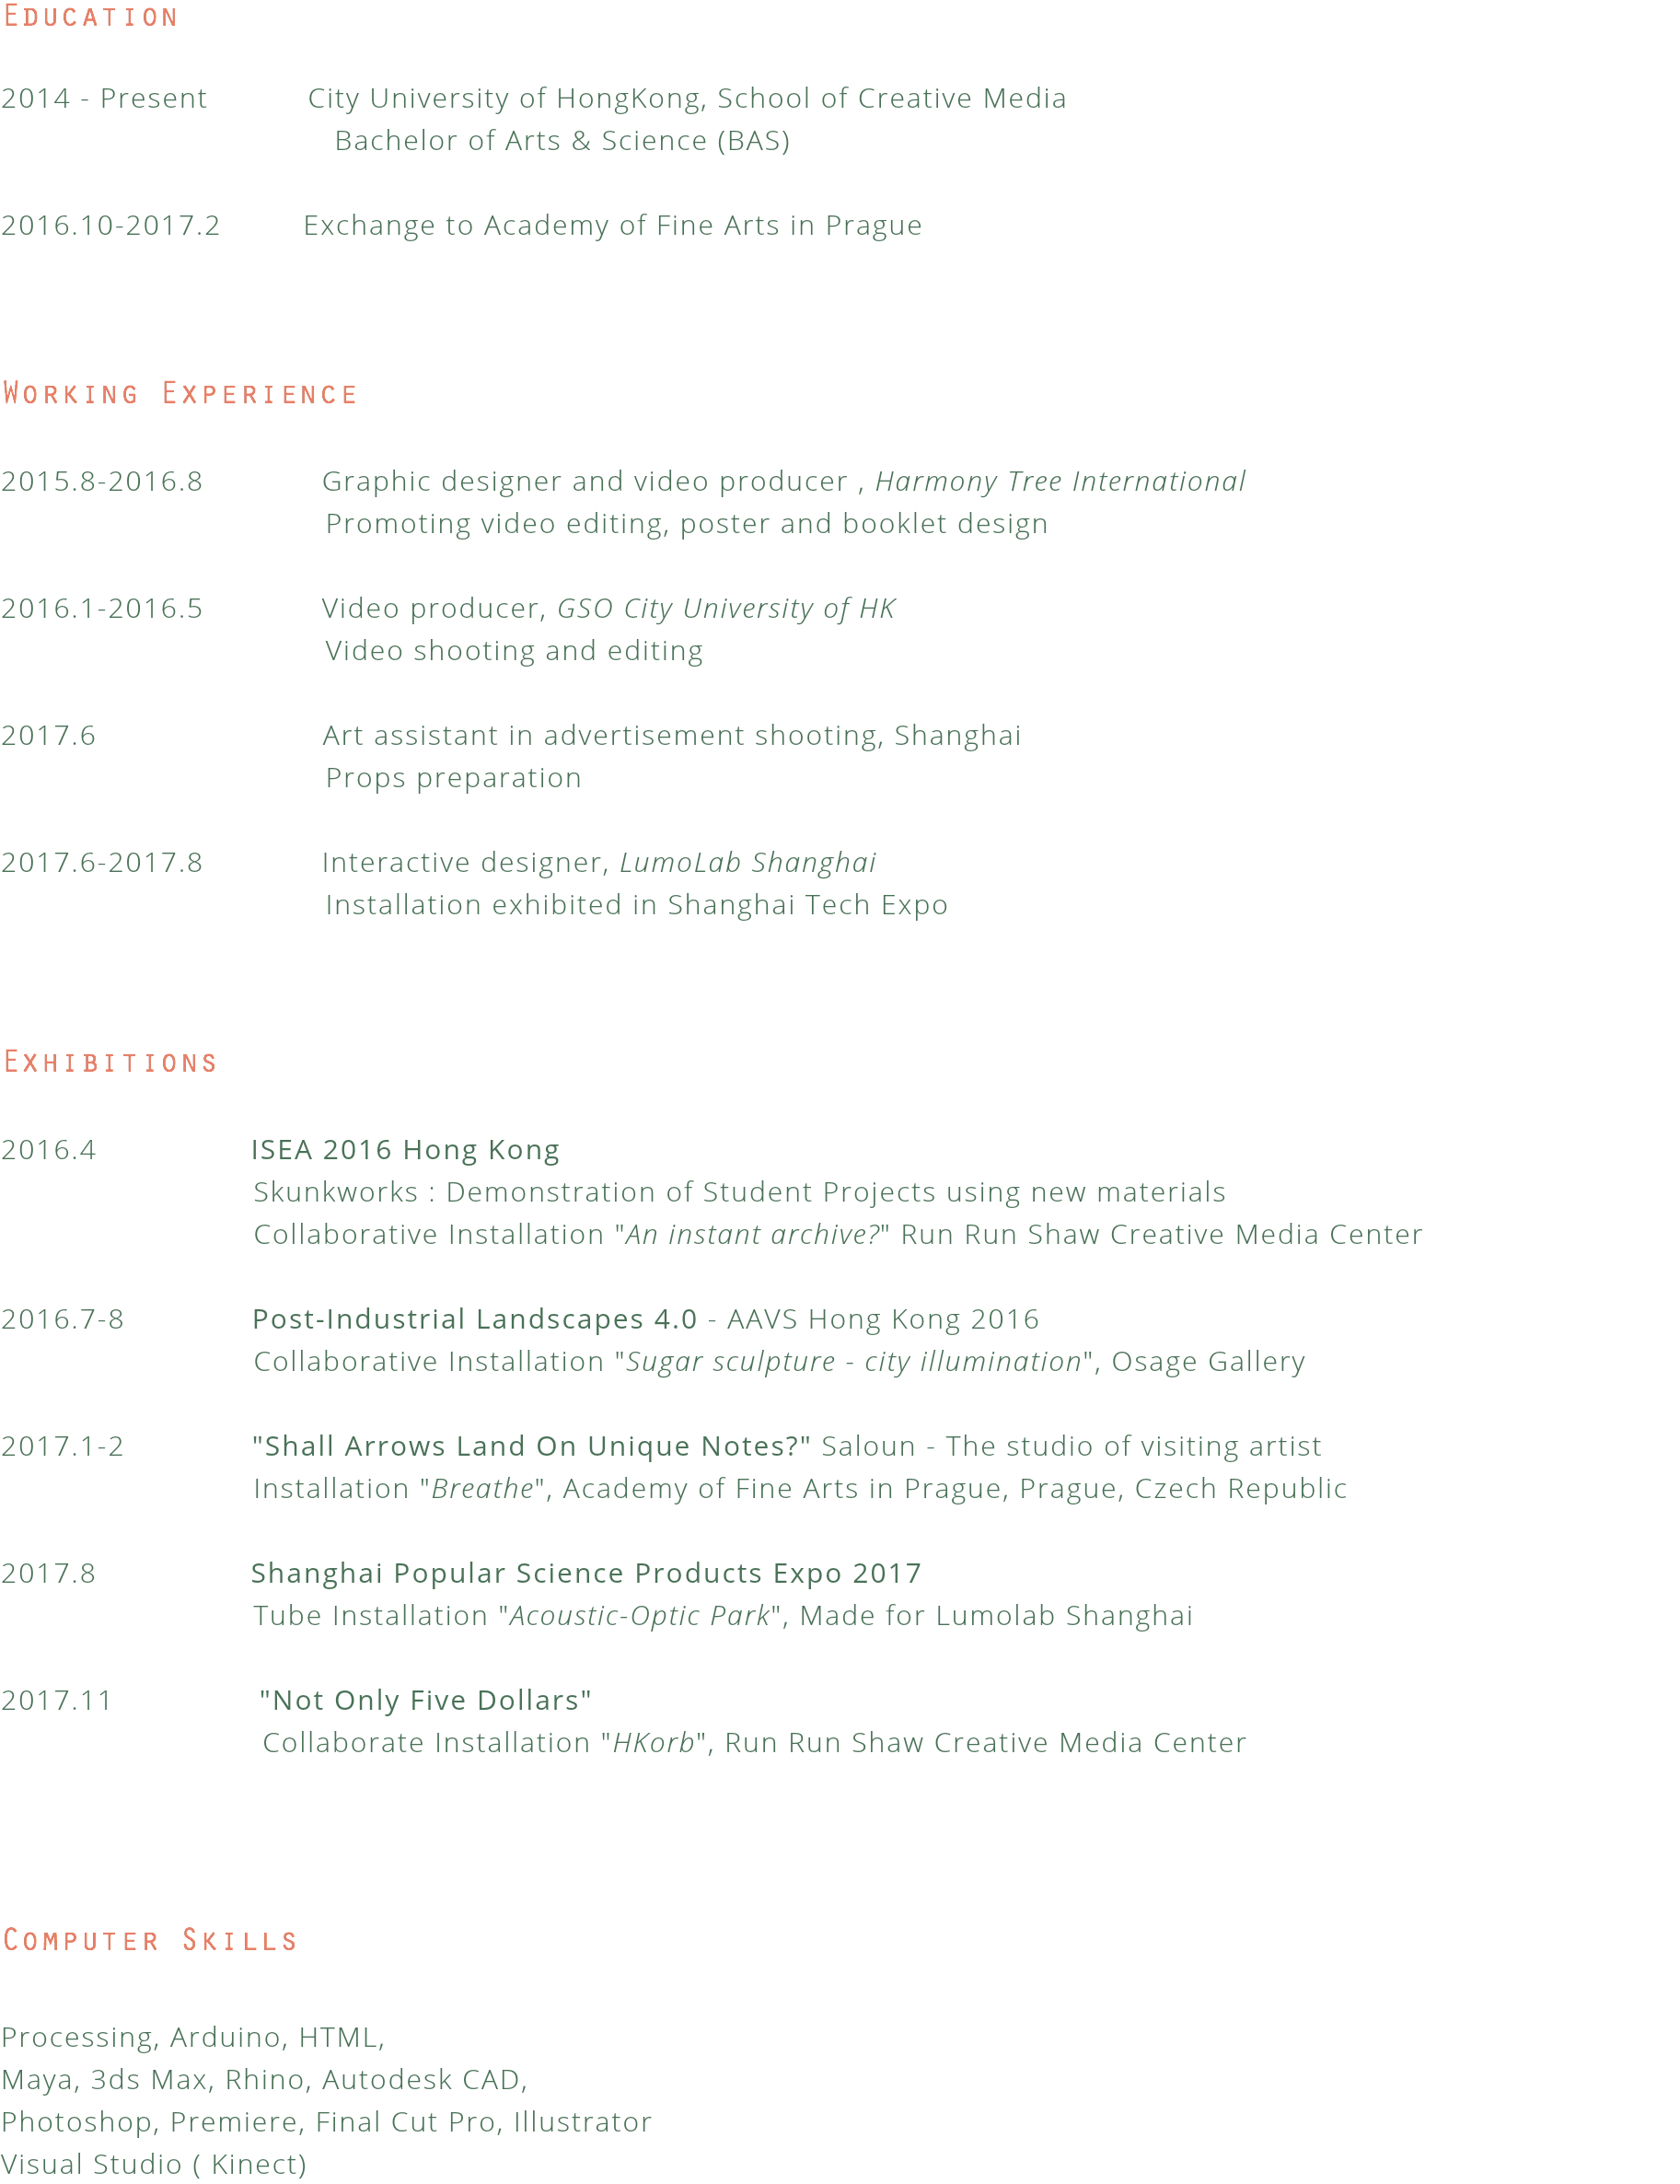 Education
2014 - Present City University of HongKong, School of Creative Media
Bachelor of Arts & Science (BAS)
2016.10-2017.2 Exchange to Academy of Fine Arts in Prague
Working Experience
2015.8-2016.8 Graphic designer and video producer , Harmony Tree International
Promoting video editing, poster and booklet design
2016.1-2016.5 Video producer, GSO City University of HK
Video shooting and editing
2017.6 Art assistant in advertisement shooting, Shanghai
Props preparation
2017.6-2017.8 Interactive designer, LumoLab Shanghai
Installation exhibited in Shanghai Tech Expo
Exhibitions
2016.4 ISEA 2016 Hong Kong
Skunkworks : Demonstration of Student Projects using new materials
Collaborative Installation "An instant archive?" Run Run Shaw Creative Media Center
2016.7-8 Post-Industrial Landscapes 4.0 - AAVS Hong Kong 2016
Collaborative Installation "Sugar sculpture - city illumination", Osage Gallery
2017.1-2 "Shall Arrows Land On Unique Notes?" Saloun - The studio of visiting artist
Installation "Breathe", Academy of Fine Arts in Prague, Prague, Czech Republic
2017.8 Shanghai Popular Science Products Expo 2017
Tube Installation "Acoustic-Optic Park", Made for Lumolab Shanghai
2017.11 "Not Only Five Dollars"
Collaborate Installation "HKorb", Run Run Shaw Creative Media Center
Computer Skills
Processing, Arduino, HTML,
Maya, 3ds Max, Rhino, Autodesk CAD,
Photoshop, Premiere, Final Cut Pro, Illustrator
Visual Studio ( Kinect)